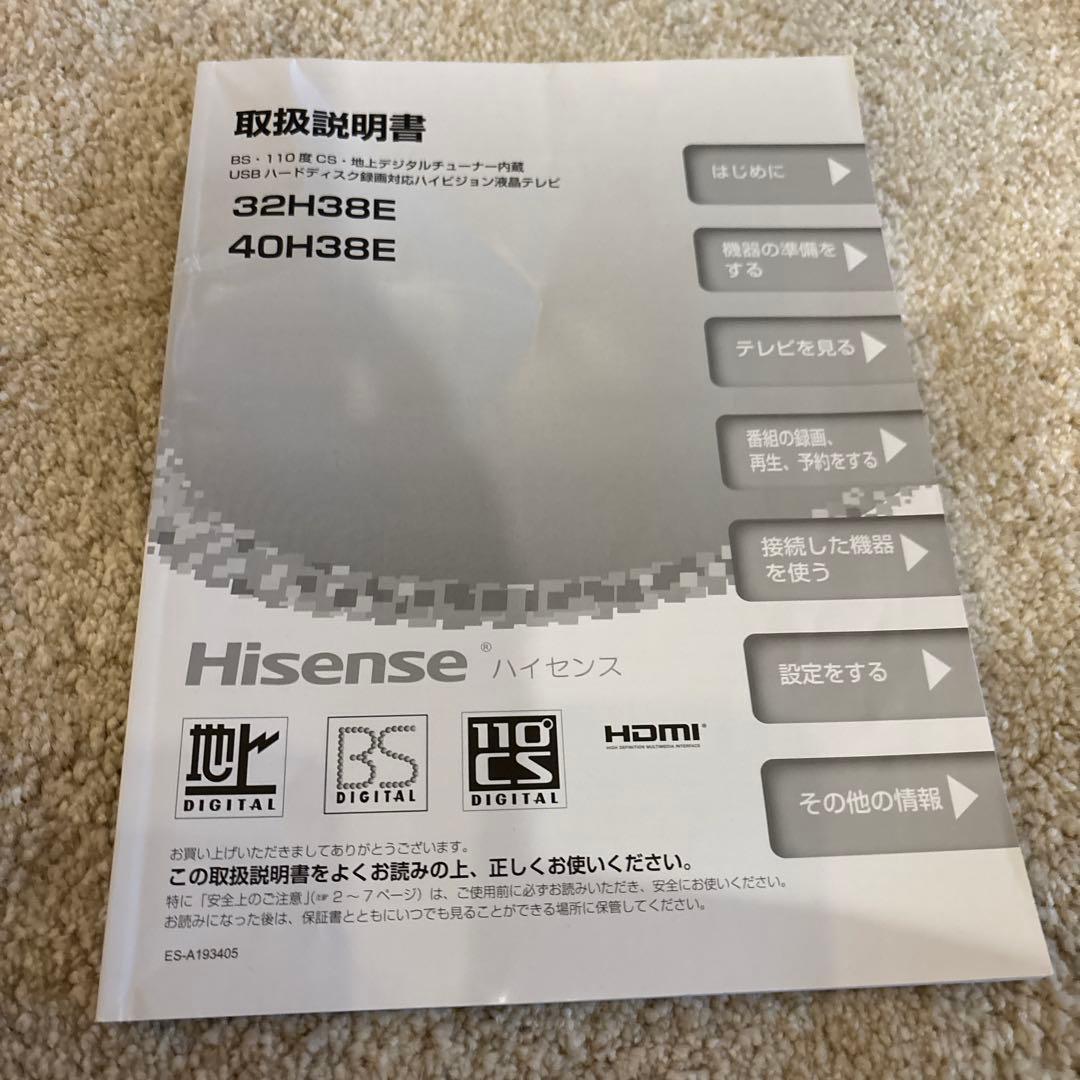 取扱説明書
BS・110度CS・地上デジタルチューナー内蔵
USBハードディスク録画対応ハイビジョン液晶テレビ
32H38E
40H38E
はじめに
機器の準備を
する
テレビを見る
番組の録画、
再生、予約をする
接続した機器
を使う
設定をする
その他の情報
Hisense® ハイセンス
地上
DIGITAL
BS
DIGITAL
110°
CS
DIGITAL
HDMI®
HIGH DEFINITION MULTIMEDIA INTERFACE
お買い上げいただきましてありがとうございます。
この取扱説明書をよくお読みの上、正しくお使いください。
特に「安全上のご注意」(☞ 2～7ページ) は、ご使用前に必ずお読みいただき、安全にお使いください。
お読みになった後は、保証書とともにいつでも見ることができる場所に保管してください。
ES-A193405